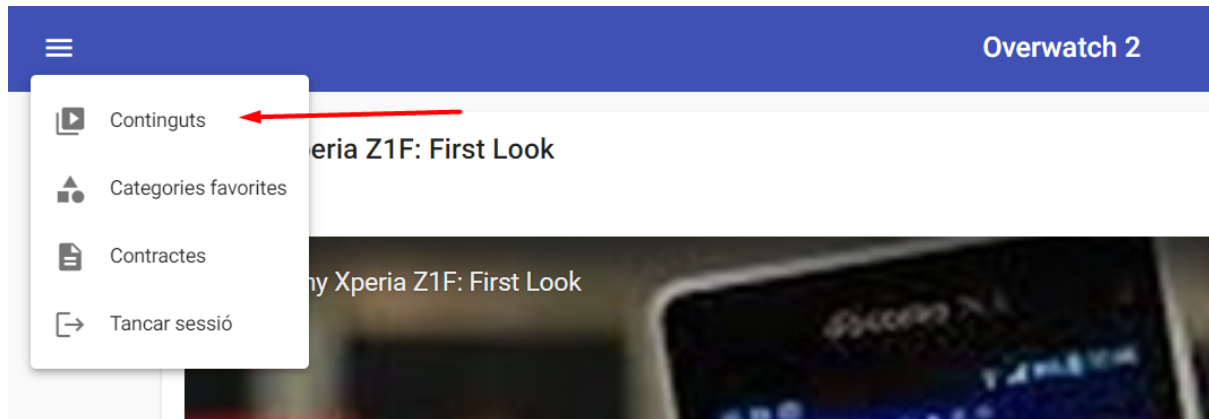 Overwatch 2
Continguts
eria Z1F: First Look
Categories favorites
Contractes
ny Xperia Z1F: First Look
Tancar sessió